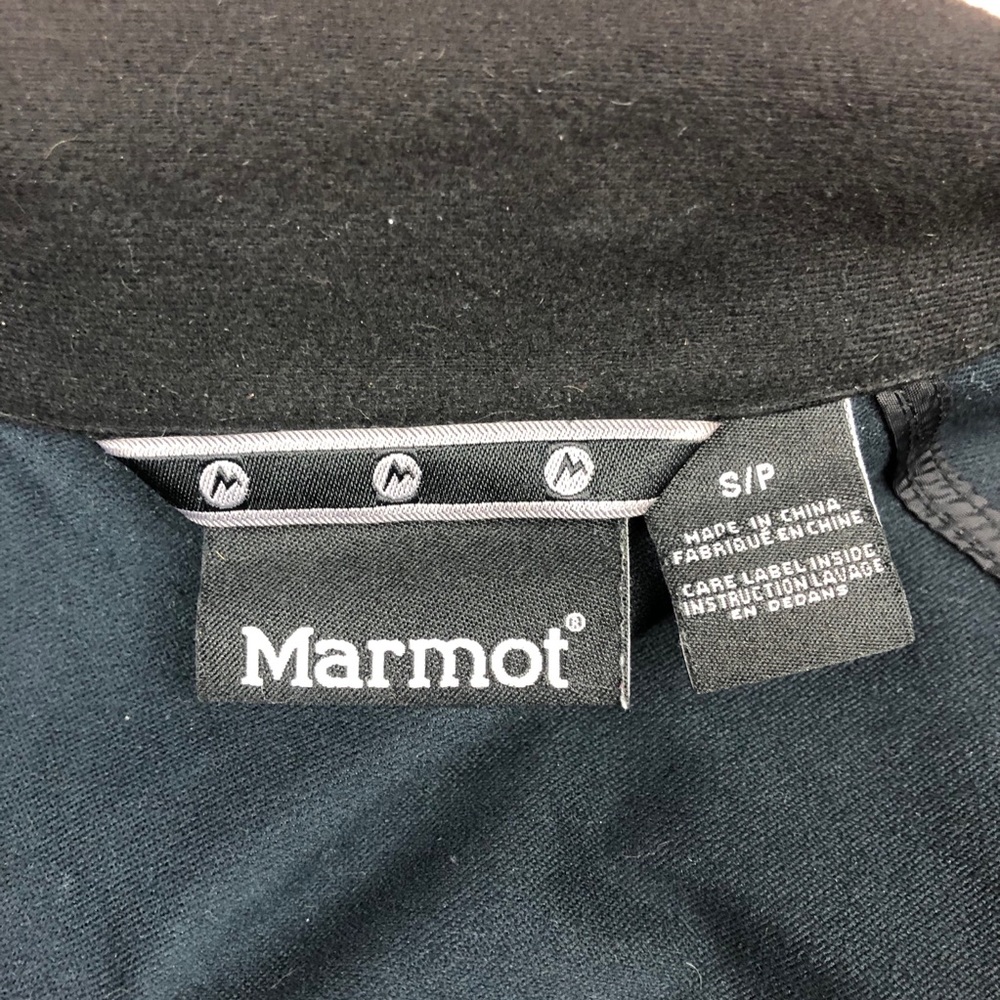 Marmot®
S/P
MADE IN CHINA
FABRIQUÉ EN CHINE
CARE LABEL INSIDE
INSTRUCTION LAVAGE
EN DEDANS